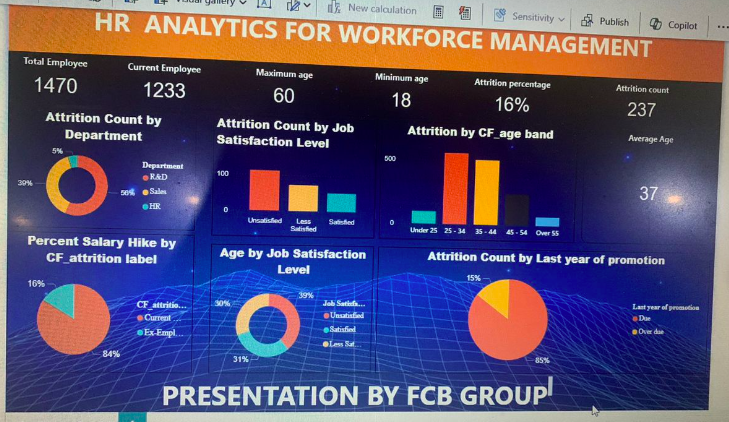 Visual gallery
New calculation
Sensitivity
Publish
Copilot
HR ANALYTICS FOR WORKFORCE MANAGEMENT
Total Employee
1470
Current Employee
1233
Maximum age
60
Minimum age
18
Attrition percentage
16%
Attrition count
237
Attrition Count by
Department
5%
39%
56%
Department
R&D
Sales
HR
Attrition Count by Job
Satisfaction Level
100
0
Unsatisfied
Less
Satisfied
Satisfied
Attrition by CF_age band
500
0
Under 25
25 - 34
35 - 44
45 - 54
Over 55
Average Age
37
Percent Salary Hike by
CF_attrition label
16%
84%
CF_attritio...
Current ...
Ex-Empl...
Age by Job Satisfaction
Level
30%
39%
31%
Job Satisfa...
Unsatisfied
Satisfied
Less Sat...
Attrition Count by Last year of promotion
15%
85%
Last year of promotion
Due
Over due
PRESENTATION BY FCB GROUP